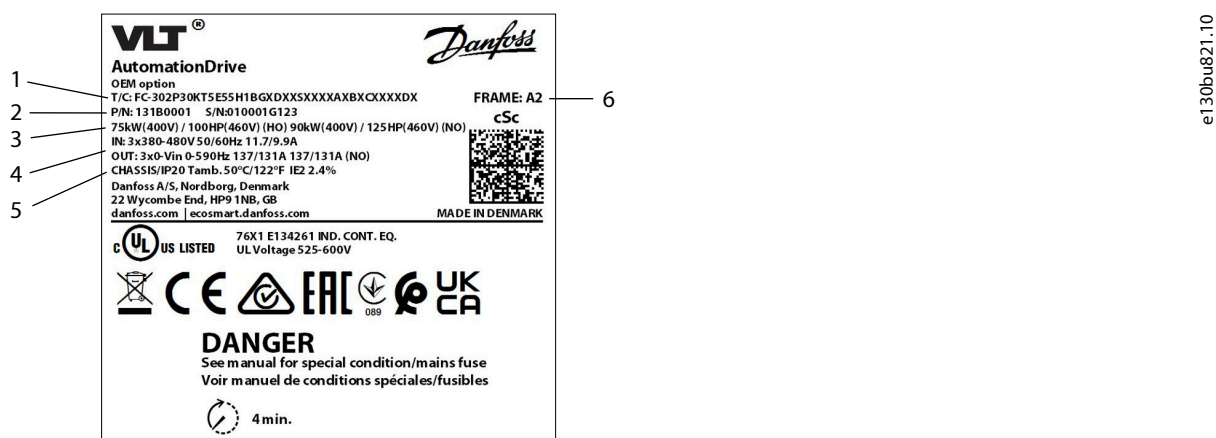 VLT® Danfoss
AutomationDrive
OEM option
1 T/C: FC-302P30KT5E55H1BGXDXXSXXXXAXBXCXXXXDX FRAME: A2 6
2 P/N: 131B0001 S/N:010001G123 cSc
3 75kW(400V) / 100HP(460V) (HO) 90kW(400V) / 125HP(460V) (NO)
IN: 3x380-480V 50/60Hz 11.7/9.9A
4 OUT: 3x0-Vin 0-590Hz 137/131A 137/131A (NO)
5 CHASSIS/IP20 Tamb. 50°C/122°F IE2 2.4%
Danfoss A/S, Nordborg, Denmark
22 Wycombe End, HP9 1NB, GB
danfoss.com | ecosmart.danfoss.com MADE IN DENMARK
c UL US LISTED 76X1 E134261 IND. CONT. EQ.
UL Voltage 525-600V
CE EAC 089 UK CA
DANGER
See manual for special condition/mains fuse
Voir manuel de conditions spéciales/fusibles
4 min.
e130bu821.10